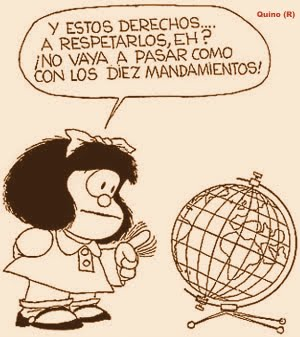 Quino (R)
Y ESTOS DERECHOS....
A RESPETARLOS, EH?
¡NO VAYA A PASAR COMO
CON LOS DIEZ MANDAMIENTOS!